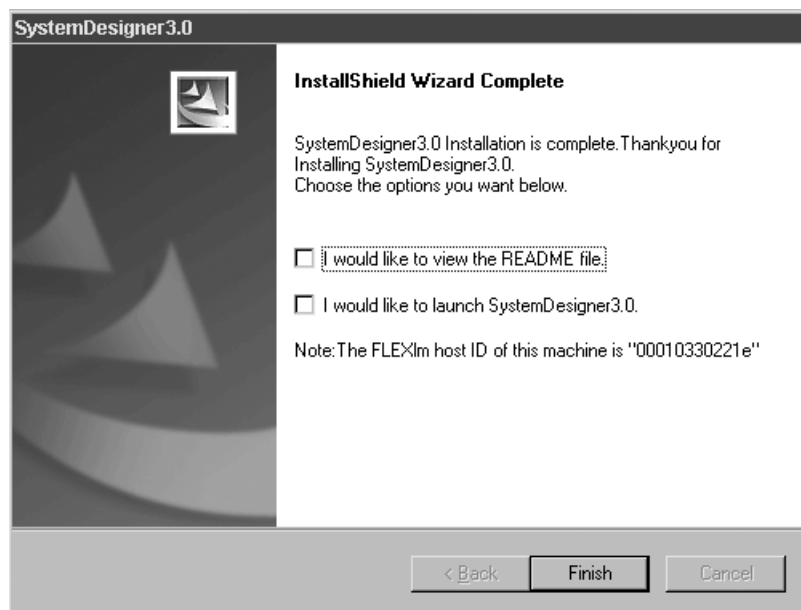 SystemDesigner3.0
InstallShield Wizard Complete
SystemDesigner3.0 Installation is complete.Thankyou for
Installing SystemDesigner3.0.
Choose the options you want below.
I would like to view the README file.
I would like to launch SystemDesigner3.0.
Note:The FLEXlm host ID of this machine is "00010330221e"
< Back
Finish
Cancel